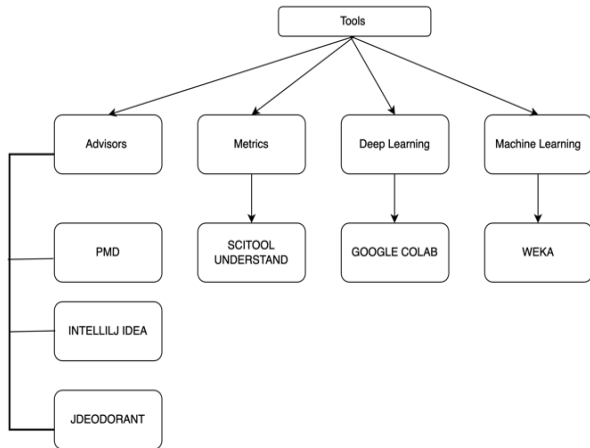 Tools
Advisors
Metrics
Deep Learning
Machine Learning
PMD
SCITOOL
UNDERSTAND
GOOGLE COLAB
WEKA
INTELLILJ IDEA
JDEODORANT